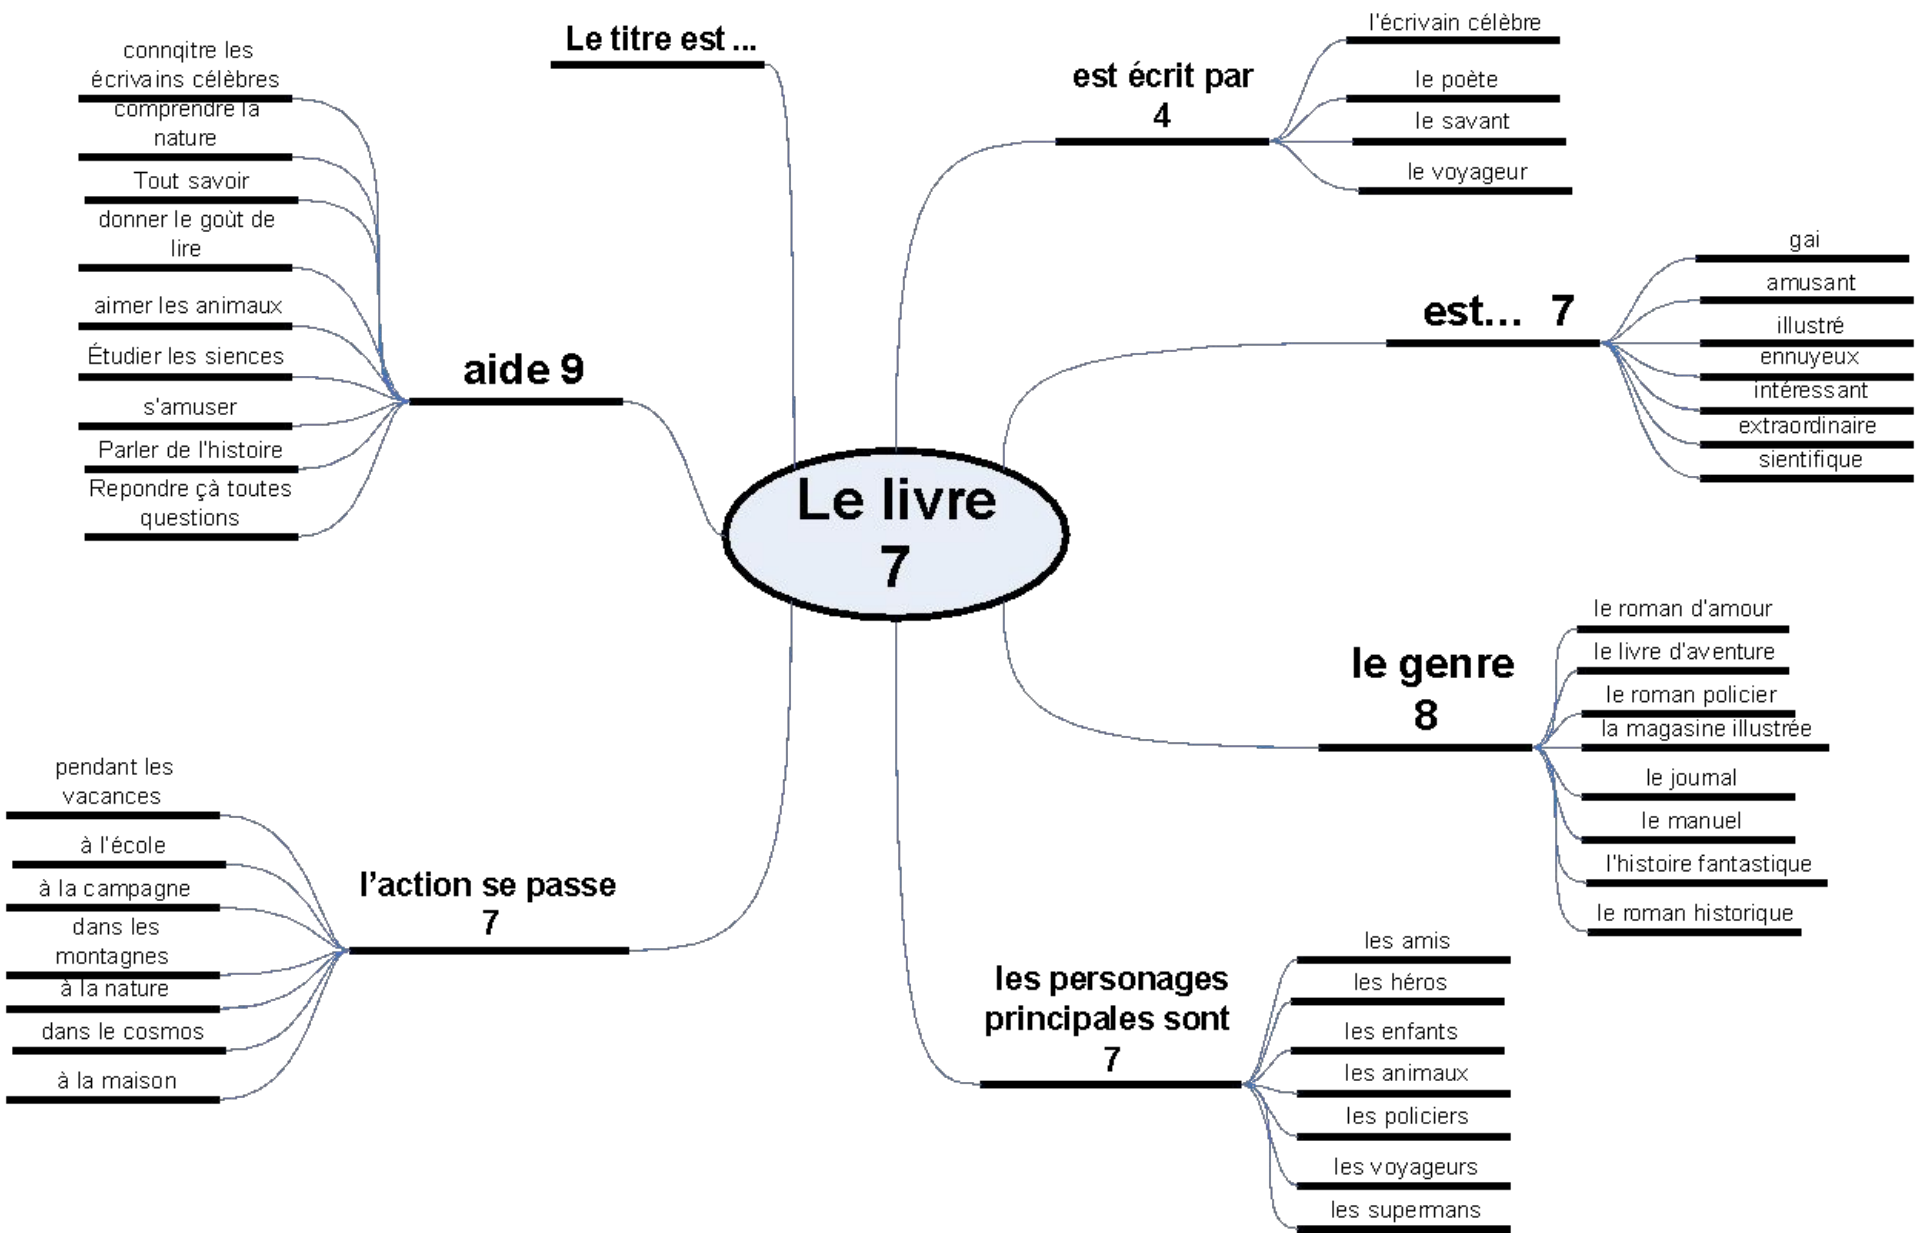 Le titre est ...
connqitre les
écrivains célèbres
comprendre la
nature
Tout savoir
donner le goùt de
lire
aimer les animaux
Étudier les siences
s'amuser
Parler de l'histoire
Repondre çà toutes
questions
aide 9
est écrit par
4
l'écrivain célèbre
le poète
le savant
le voyageur
est... 7
gai
amusant
illustré
ennuyeux
intéressant
extraordinaire
sientifique
Le livre
7
le genre
8
le roman d'amour
le livre d'aventure
le roman policier
la magasine illustrée
le journal
le manuel
l'histoire fantastique
le roman historique
l’action se passe
7
pendant les
vacances
à l'école
à la campagne
dans les
montagnes
à la nature
dans le cosmos
à la maison
les personages
principales sont
7
les amis
les héros
les enfants
les animaux
les policiers
les voyageurs
les supermans